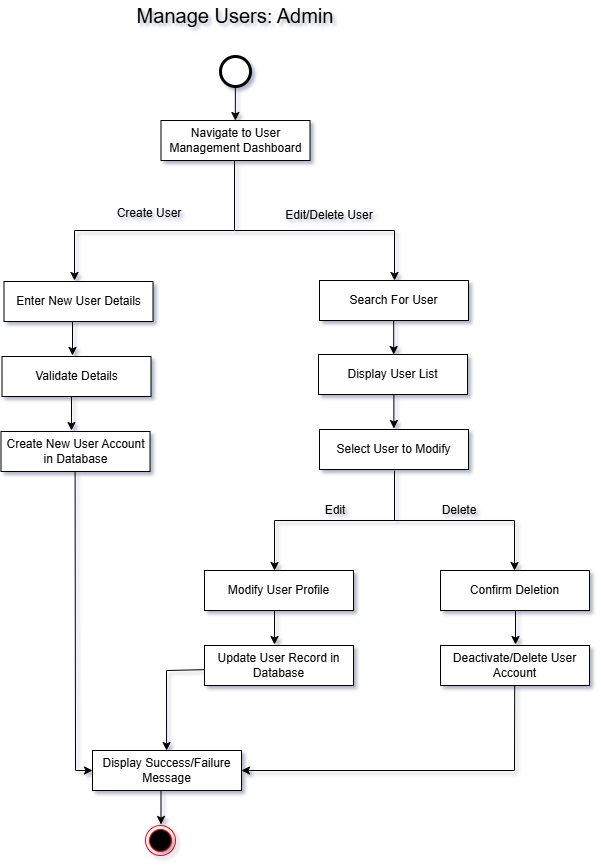 Manage Users: Admin
Navigate to User
Management Dashboard
Create User
Edit/Delete User
Enter New User Details
Search For User
Validate Details
Display User List
Create New User Account
in Database
Select User to Modify
Edit
Delete
Modify User Profile
Confirm Deletion
Update User Record in
Database
Deactivate/Delete User
Account
Display Success/Failure
Message